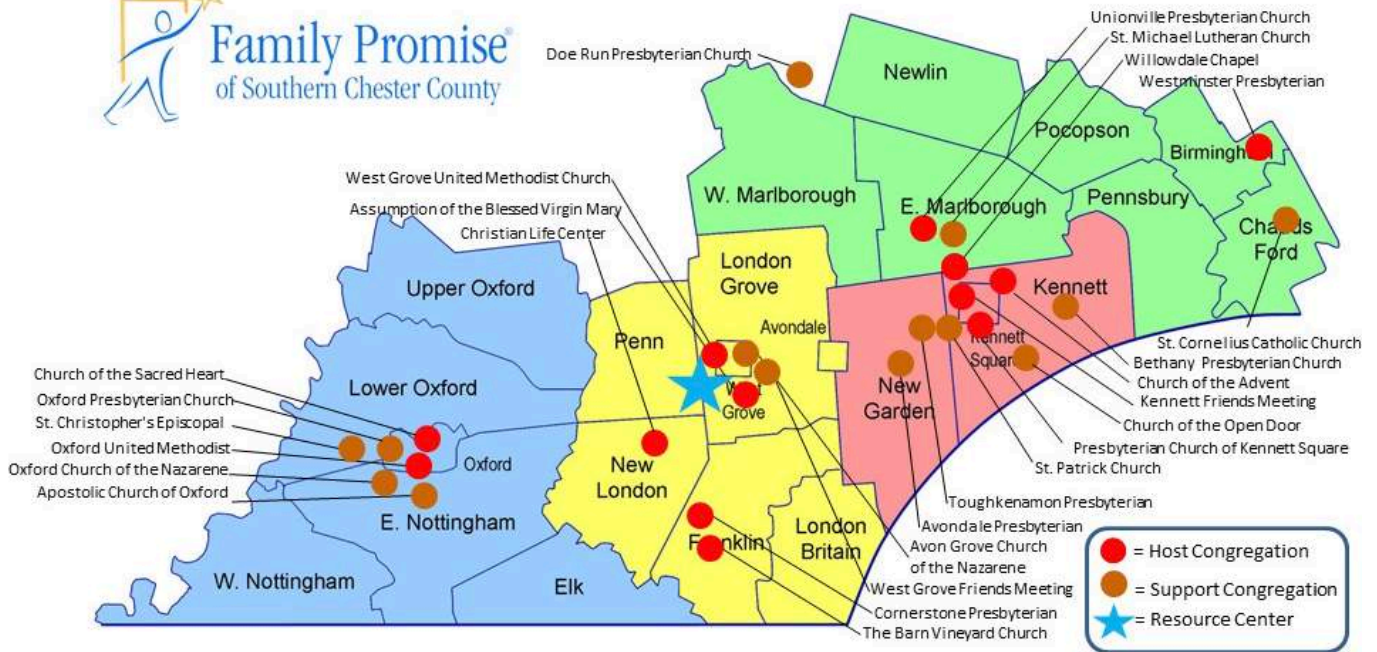 Family Promise®
of Southern Chester County
Doe Run Presbyterian Church
Unionville Presbyterian Church
St. Michael Lutheran Church
Willowdale Chapel
Westminster Presbyterian
Newlin
Pocopson
Birmingh
W. Marlborough
E. Marlborough
Pennsbury
Chadds
Ford
West Grove United Methodist Church
Assumption of the Blessed Virgin Mary
Christian Life Center
London
Grove
Upper Oxford
Kennett
Penn
Avondale
Kennett
Square
St. Cornelius Catholic Church
Bethany Presbyterian Church
Church of the Advent
Kennett Friends Meeting
Church of the Open Door
Presbyterian Church of Kennett Square
St. Patrick Church
Church of the Sacred Heart
Oxford Presbyterian Church
St. Christopher's Episcopal
Oxford United Methodist
Oxford Church of the Nazarene
Apostolic Church of Oxford
Lower Oxford
West
Grove
New
Garden
Oxford
New
London
E. Nottingham
Toughkenamon Presbyterian
Avondale Presbyterian
Avon Grove Church
of the Nazarene
West Grove Friends Meeting
Cornerstone Presbyterian
The Barn Vineyard Church
Franklin
London
Britain
W. Nottingham
Elk
= Host Congregation
= Support Congregation
= Resource Center